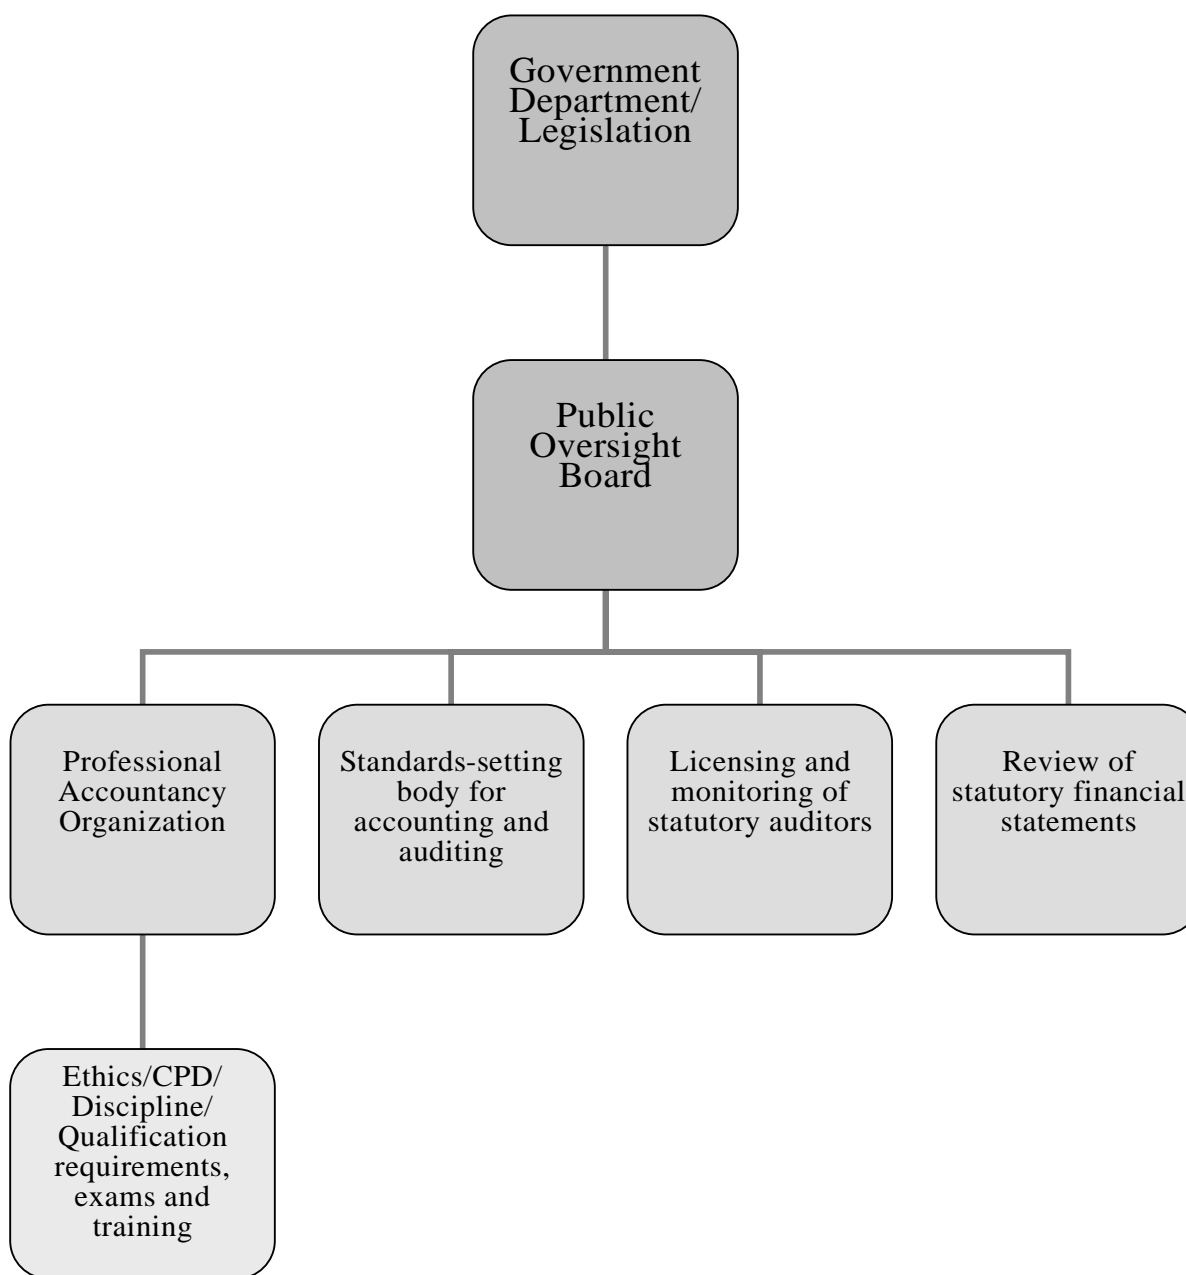 Government
Department/
Legislation
Public
Oversight
Board
Professional
Accountancy
Organization
Standards-setting
body for
accounting and
auditing
Licensing and
monitoring of
statutory auditors
Review of
statutory financial
statements
Ethics/CPD/
Discipline/
Qualification
requirements,
exams and
training